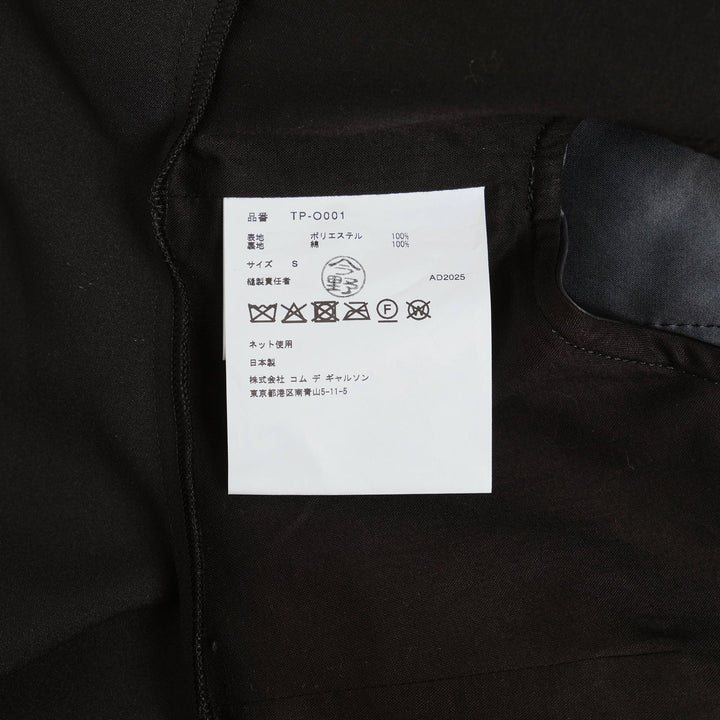 品番 TP-O001
表地 ポリエステル 100%
裏地 綿 100%
サイズ S
今野
縫製責任者 AD2025
F
W
ネット使用
日本製
株式会社 コム デ ギャルソン
東京都港区南青山5-11-5